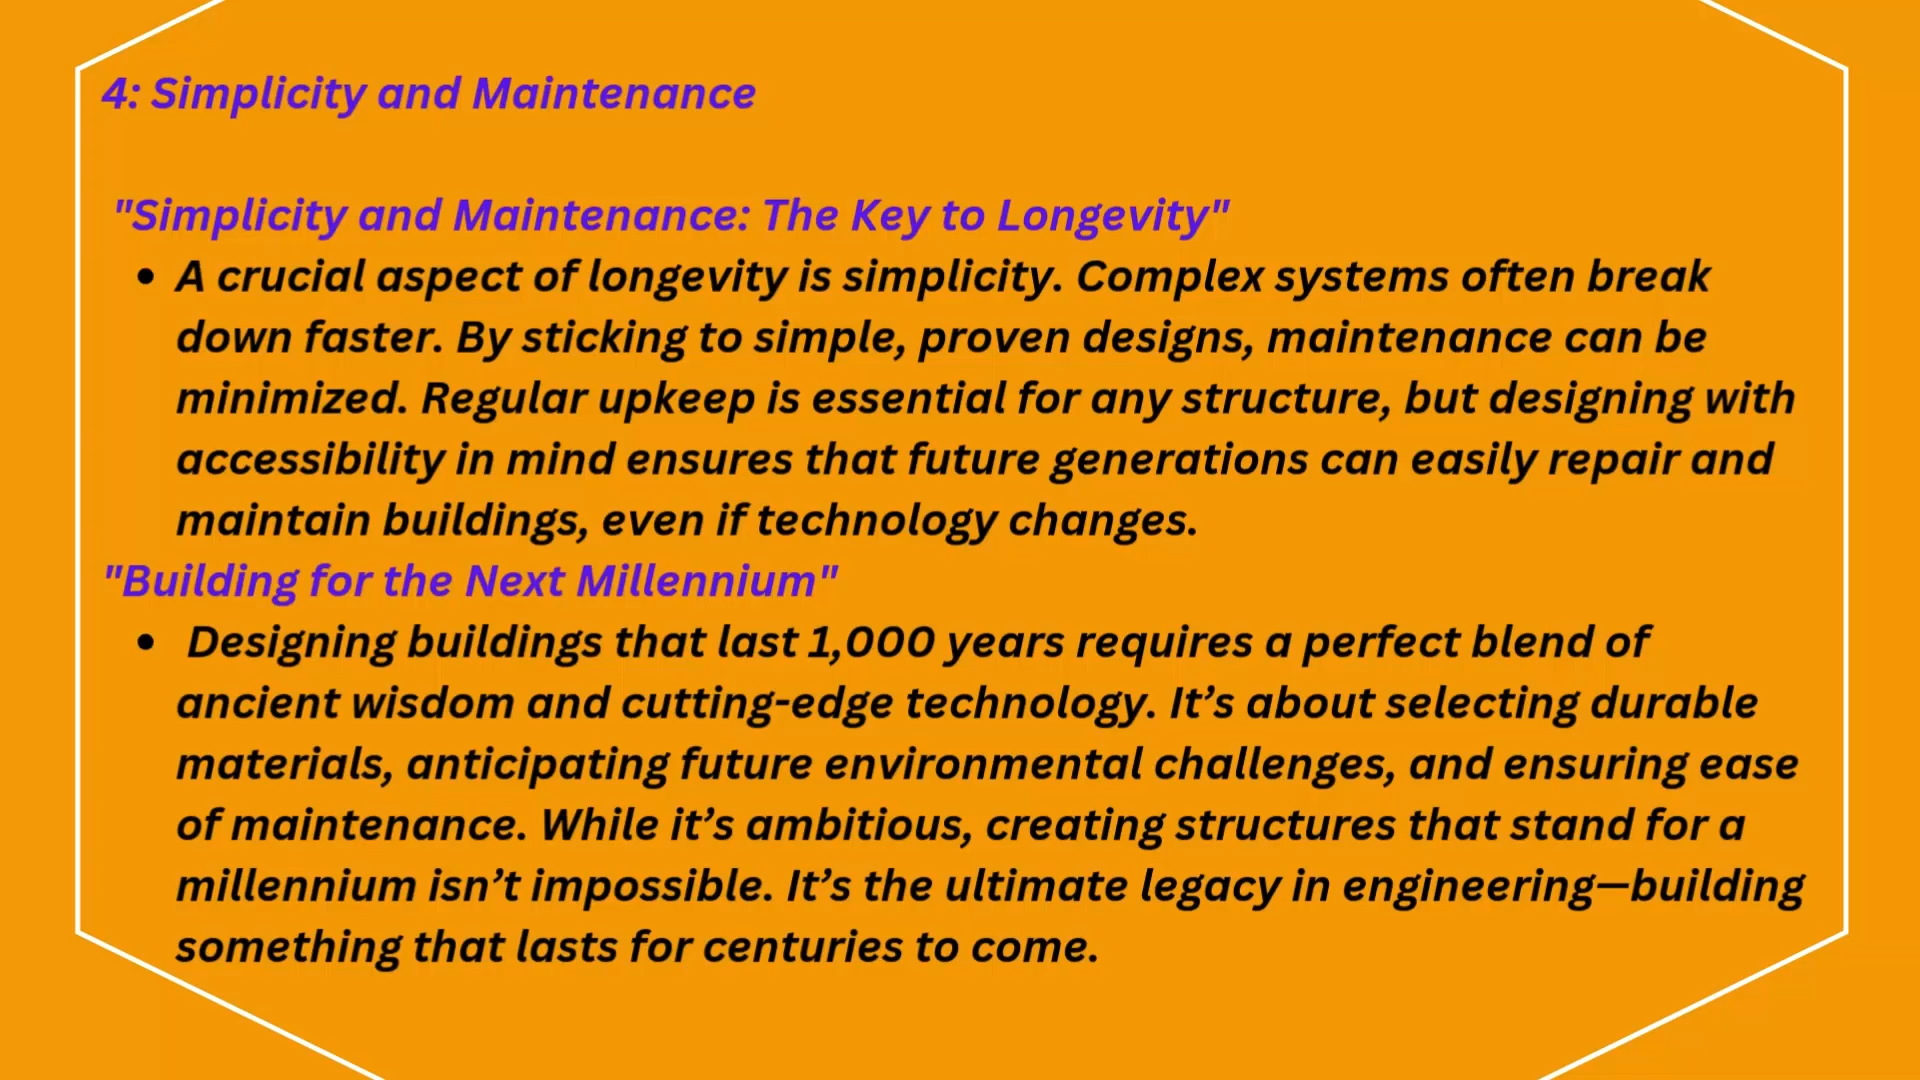 4: Simplicity and Maintenance
"Simplicity and Maintenance: The Key to Longevity"
• A crucial aspect of longevity is simplicity. Complex systems often break
down faster. By sticking to simple, proven designs, maintenance can be
minimized. Regular upkeep is essential for any structure, but designing with
accessibility in mind ensures that future generations can easily repair and
maintain buildings, even if technology changes.
"Building for the Next Millennium"
• Designing buildings that last 1,000 years requires a perfect blend of
ancient wisdom and cutting-edge technology. It’s about selecting durable
materials, anticipating future environmental challenges, and ensuring ease
of maintenance. While it’s ambitious, creating structures that stand for a
millennium isn’t impossible. It’s the ultimate legacy in engineering—building
something that lasts for centuries to come.